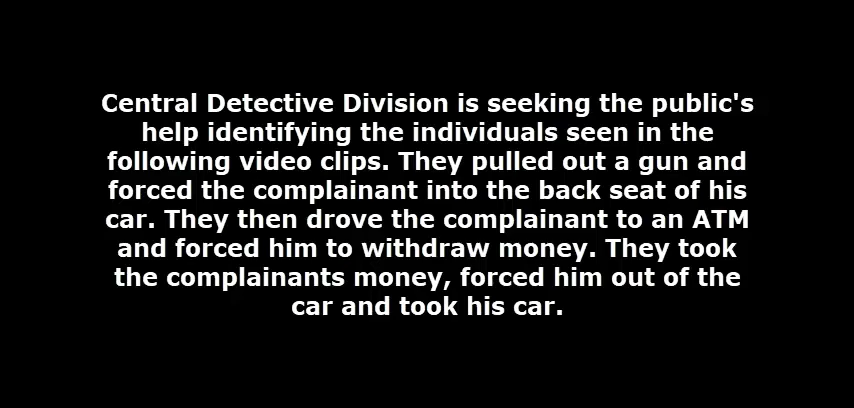 Central Detective Division is seeking the public's
help identifying the individuals seen in the
following video clips. They pulled out a gun and
forced the complainant into the back seat of his
car. They then drove the complainant to an ATM
and forced him to withdraw money. They took
the complainants money, forced him out of the
car and took his car.